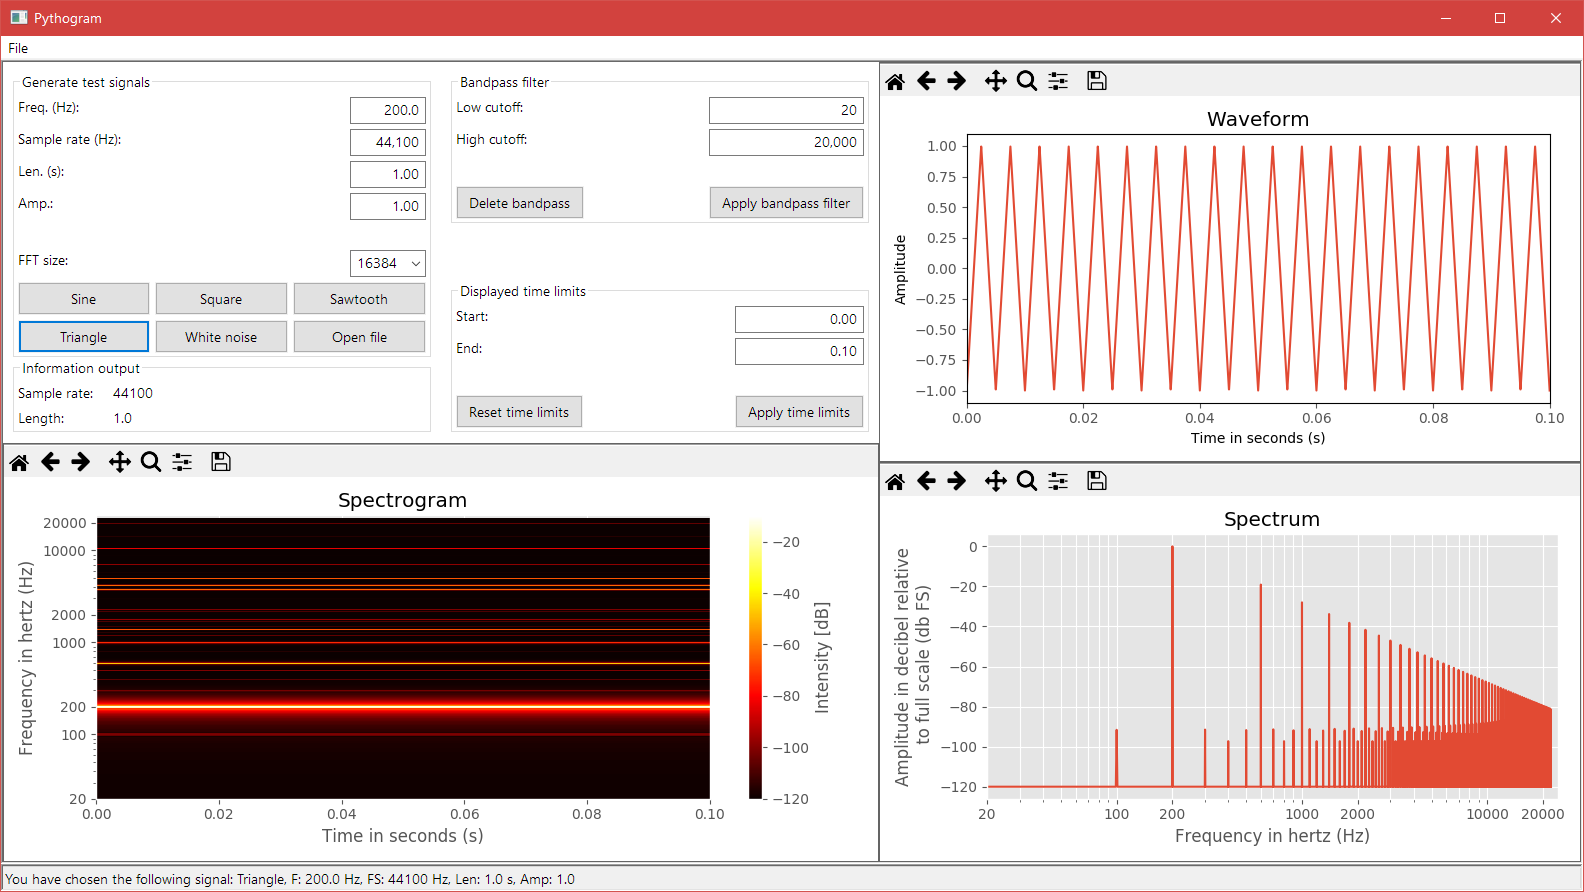 Pythogram
File
Generate test signals
Freq. (Hz):
200.0
Sample rate (Hz):
44,100
Len. (s):
1.00
Amp.:
1.00
FFT size:
16384
Sine
Square
Sawtooth
Triangle
White noise
Open file
Information output
Sample rate: 44100
Length: 1.0
Bandpass filter
Low cutoff:
20
High cutoff:
20,000
Delete bandpass
Apply bandpass filter
Displayed time limits
Start:
0.00
End:
0.10
Reset time limits
Apply time limits
Waveform
Amplitude
1.00
0.75
0.50
0.25
0.00
−0.25
−0.50
−0.75
−1.00
0.00 0.02 0.04 0.06 0.08 0.10
Time in seconds (s)
Spectrogram
Frequency in hertz (Hz)
20000
10000
2000
1000
200
100
20
0.00 0.02 0.04 0.06 0.08 0.10
Time in seconds (s)
−20
−40
−60
−80
−100
−120
Intensity [dB]
Spectrum
Amplitude in decibel relative
to full scale (db FS)
0
−20
−40
−60
−80
−100
−120
20 100 200 1000 2000 10000 20000
Frequency in hertz (Hz)
You have chosen the following signal: Triangle, F: 200.0 Hz, FS: 44100 Hz, Len: 1.0 s, Amp: 1.0